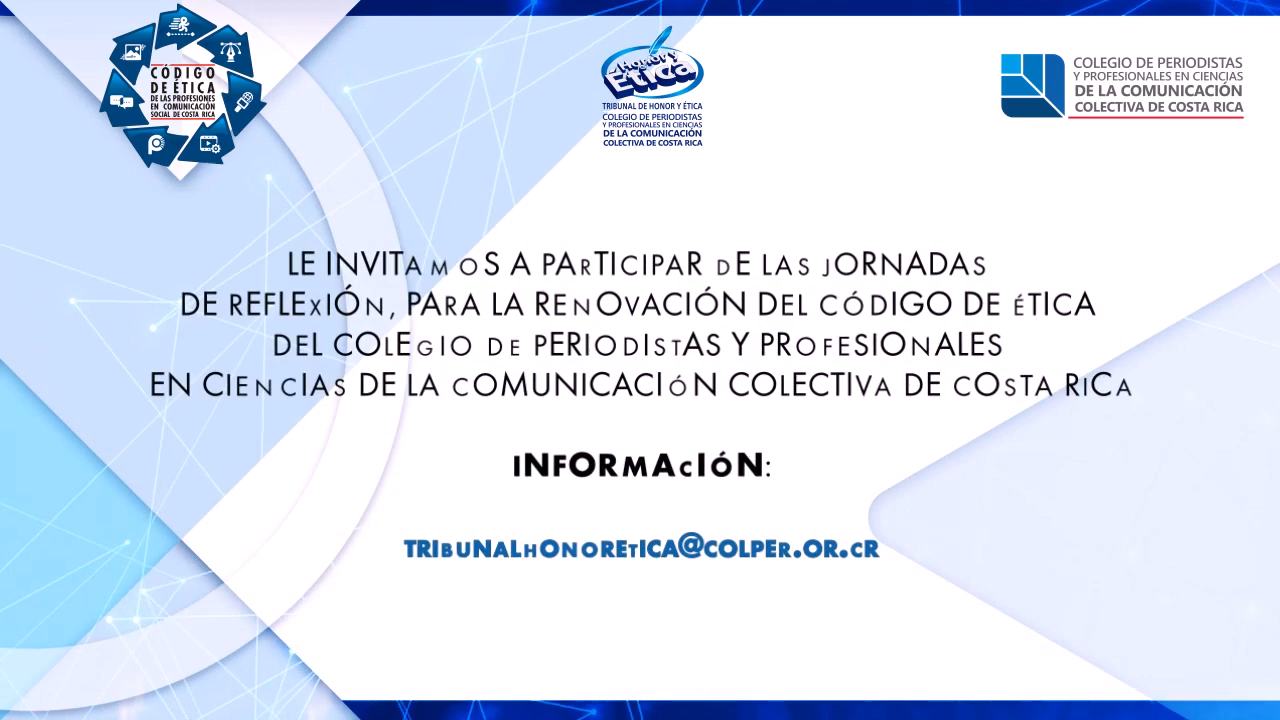 CÓDIGO
DE ÉTICA
DE LAS PROFESIONES
EN COMUNICACIÓN
SOCIAL DE COSTA RICA
Honor y
Ética
TRIBUNAL DE HONOR Y ÉTICA
COLEGIO DE PERIODISTAS
Y PROFESIONALES EN CIENCIAS
DE LA COMUNICACIÓN
COLECTIVA DE COSTA RICA
COLEGIO DE PERIODISTAS
Y PROFESIONALES EN CIENCIAS
DE LA COMUNICACIÓN
COLECTIVA DE COSTA RICA
LE INVITAMOS A PARTICIPAR DE LAS JORNADAS
DE REFLEXIÓN, PARA LA RENOVACIÓN DEL CÓDIGO DE ÉTICA
DEL COLEGIO DE PERIODISTAS Y PROFESIONALES
EN CIENCIAS DE LA COMUNICACIÓN COLECTIVA DE COSTA RICA
INFORMACIÓN:
TRIBUNALHONORETICA@COLPER.OR.CR